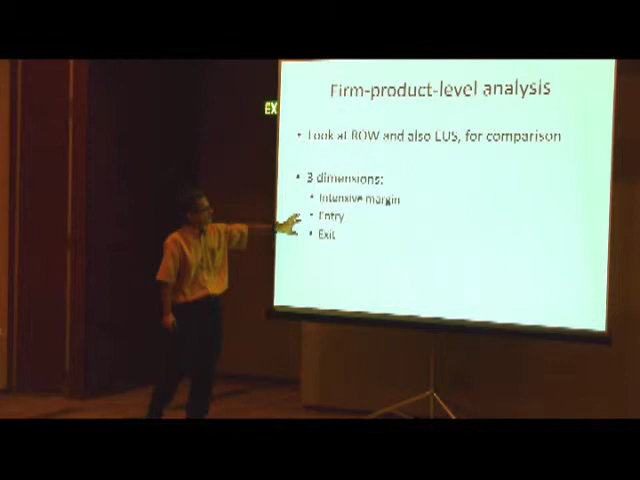 Firm-product-level analysis
EX
• Look at ROW and also EUS, for comparison
• 3 dimensions:
• Intensive margin
• Entry
• Exit